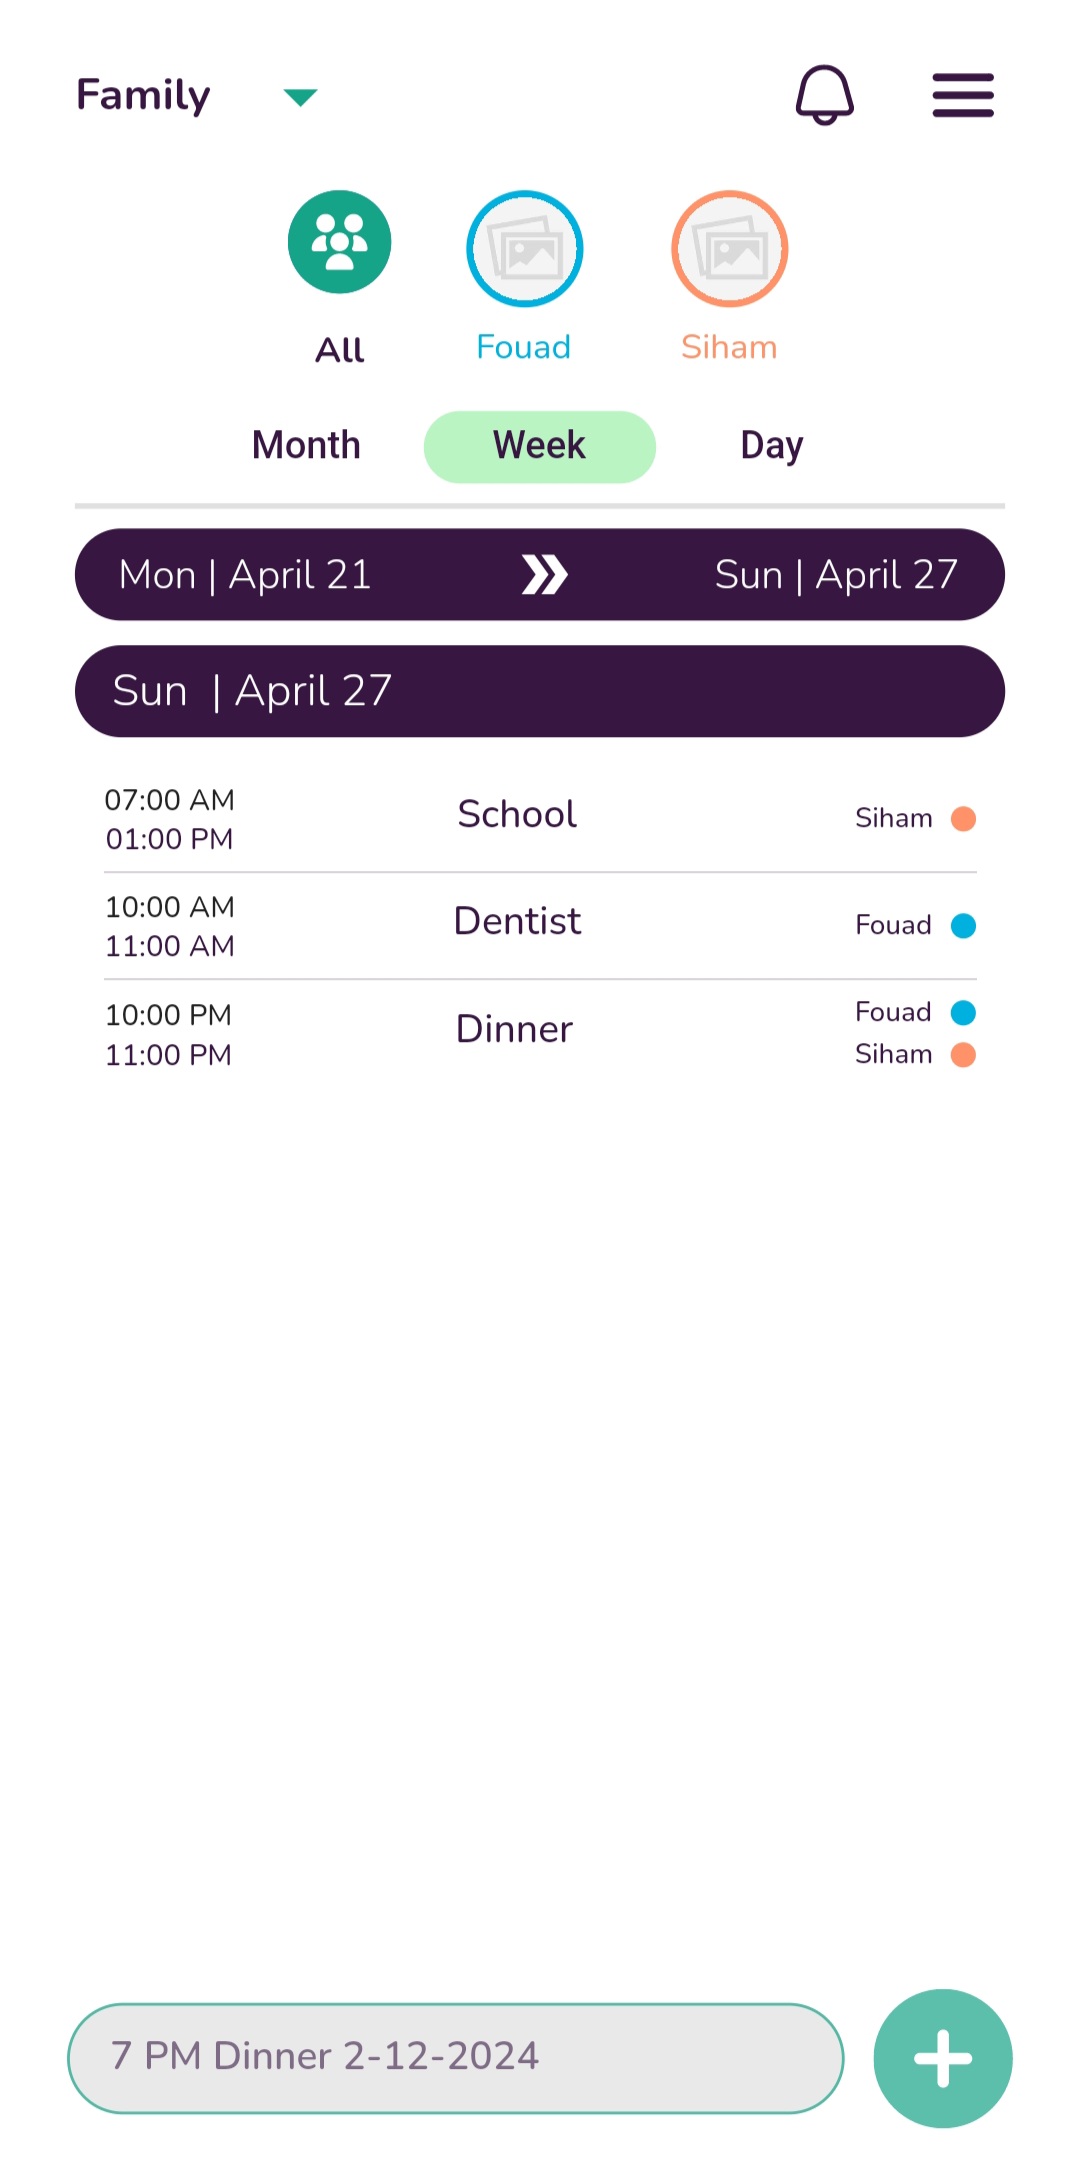 Family
All Fouad Siham
Month Week Day
Mon | April 21 Sun | April 27
Sun | April 27
07:00 AM
01:00 PM
School
Siham
10:00 AM
11:00 AM
Dentist
Fouad
10:00 PM
11:00 PM
Dinner
Fouad
Siham
7 PM Dinner 2-12-2024